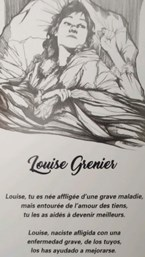 Louise Grenier
Louise, tu es née affligée d'une grave maladie,
mais entourée de l'amour des tiens,
tu les as aidés à devenir meilleurs.
Louise, naciste afligida con una
enfermedad grave, de los tuyos,
los has ayudado a mejorarse.